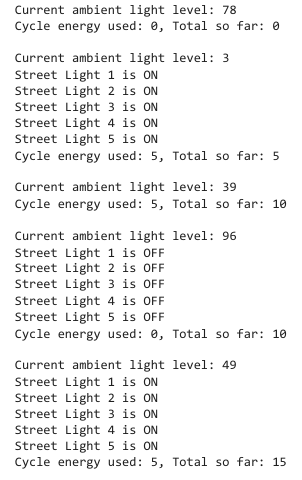 Current ambient light level: 78
Cycle energy used: 0, Total so far: 0
Current ambient light level: 3
Street Light 1 is ON
Street Light 2 is ON
Street Light 3 is ON
Street Light 4 is ON
Street Light 5 is ON
Cycle energy used: 5, Total so far: 5
Current ambient light level: 39
Cycle energy used: 5, Total so far: 10
Current ambient light level: 96
Street Light 1 is OFF
Street Light 2 is OFF
Street Light 3 is OFF
Street Light 4 is OFF
Street Light 5 is OFF
Cycle energy used: 0, Total so far: 10
Current ambient light level: 49
Street Light 1 is ON
Street Light 2 is ON
Street Light 3 is ON
Street Light 4 is ON
Street Light 5 is ON
Cycle energy used: 5, Total so far: 15